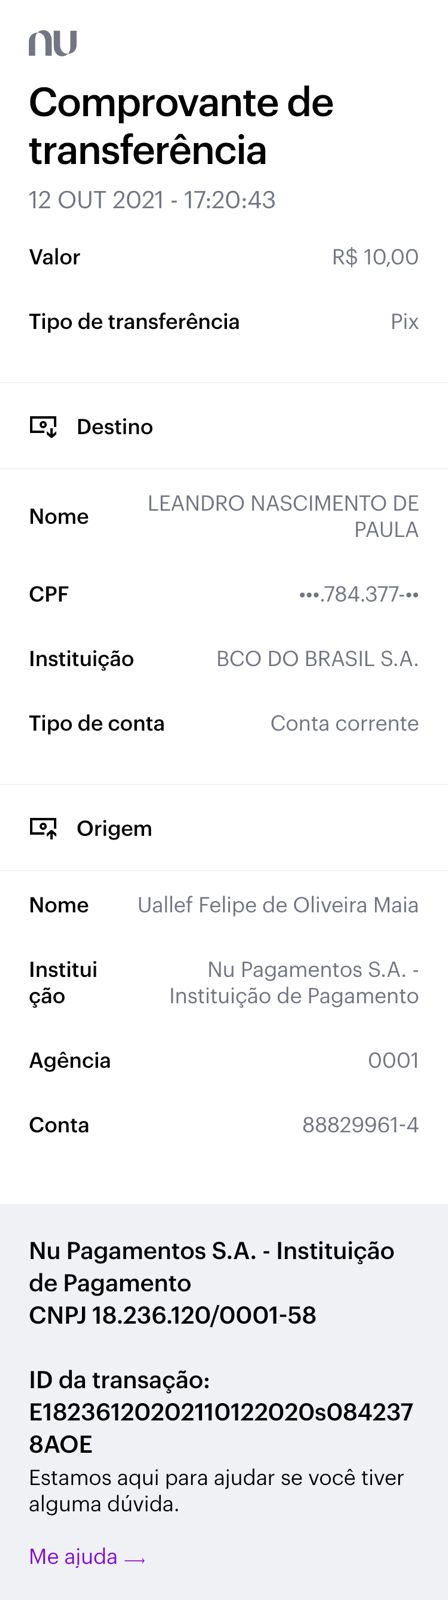 nu
Comprovante de
transferência
12 OUT 2021 - 17:20:43
Valor R$ 10,00
Tipo de transferência Pix
Destino
Nome LEANDRO NASCIMENTO DE
PAULA
CPF •••.784.377-••
Instituição BCO DO BRASIL S.A.
Tipo de conta Conta corrente
Origem
Nome Uallef Felipe de Oliveira Maia
Institui Nu Pagamentos S.A. -
ção Instituição de Pagamento
Agência 0001
Conta 88829961-4
Nu Pagamentos S.A. - Instituição
de Pagamento
CNPJ 18.236.120/0001-58
ID da transação:
E18236120202110122020s084237
8AOE
Estamos aqui para ajudar se você tiver
alguma dúvida.
Me ajuda →